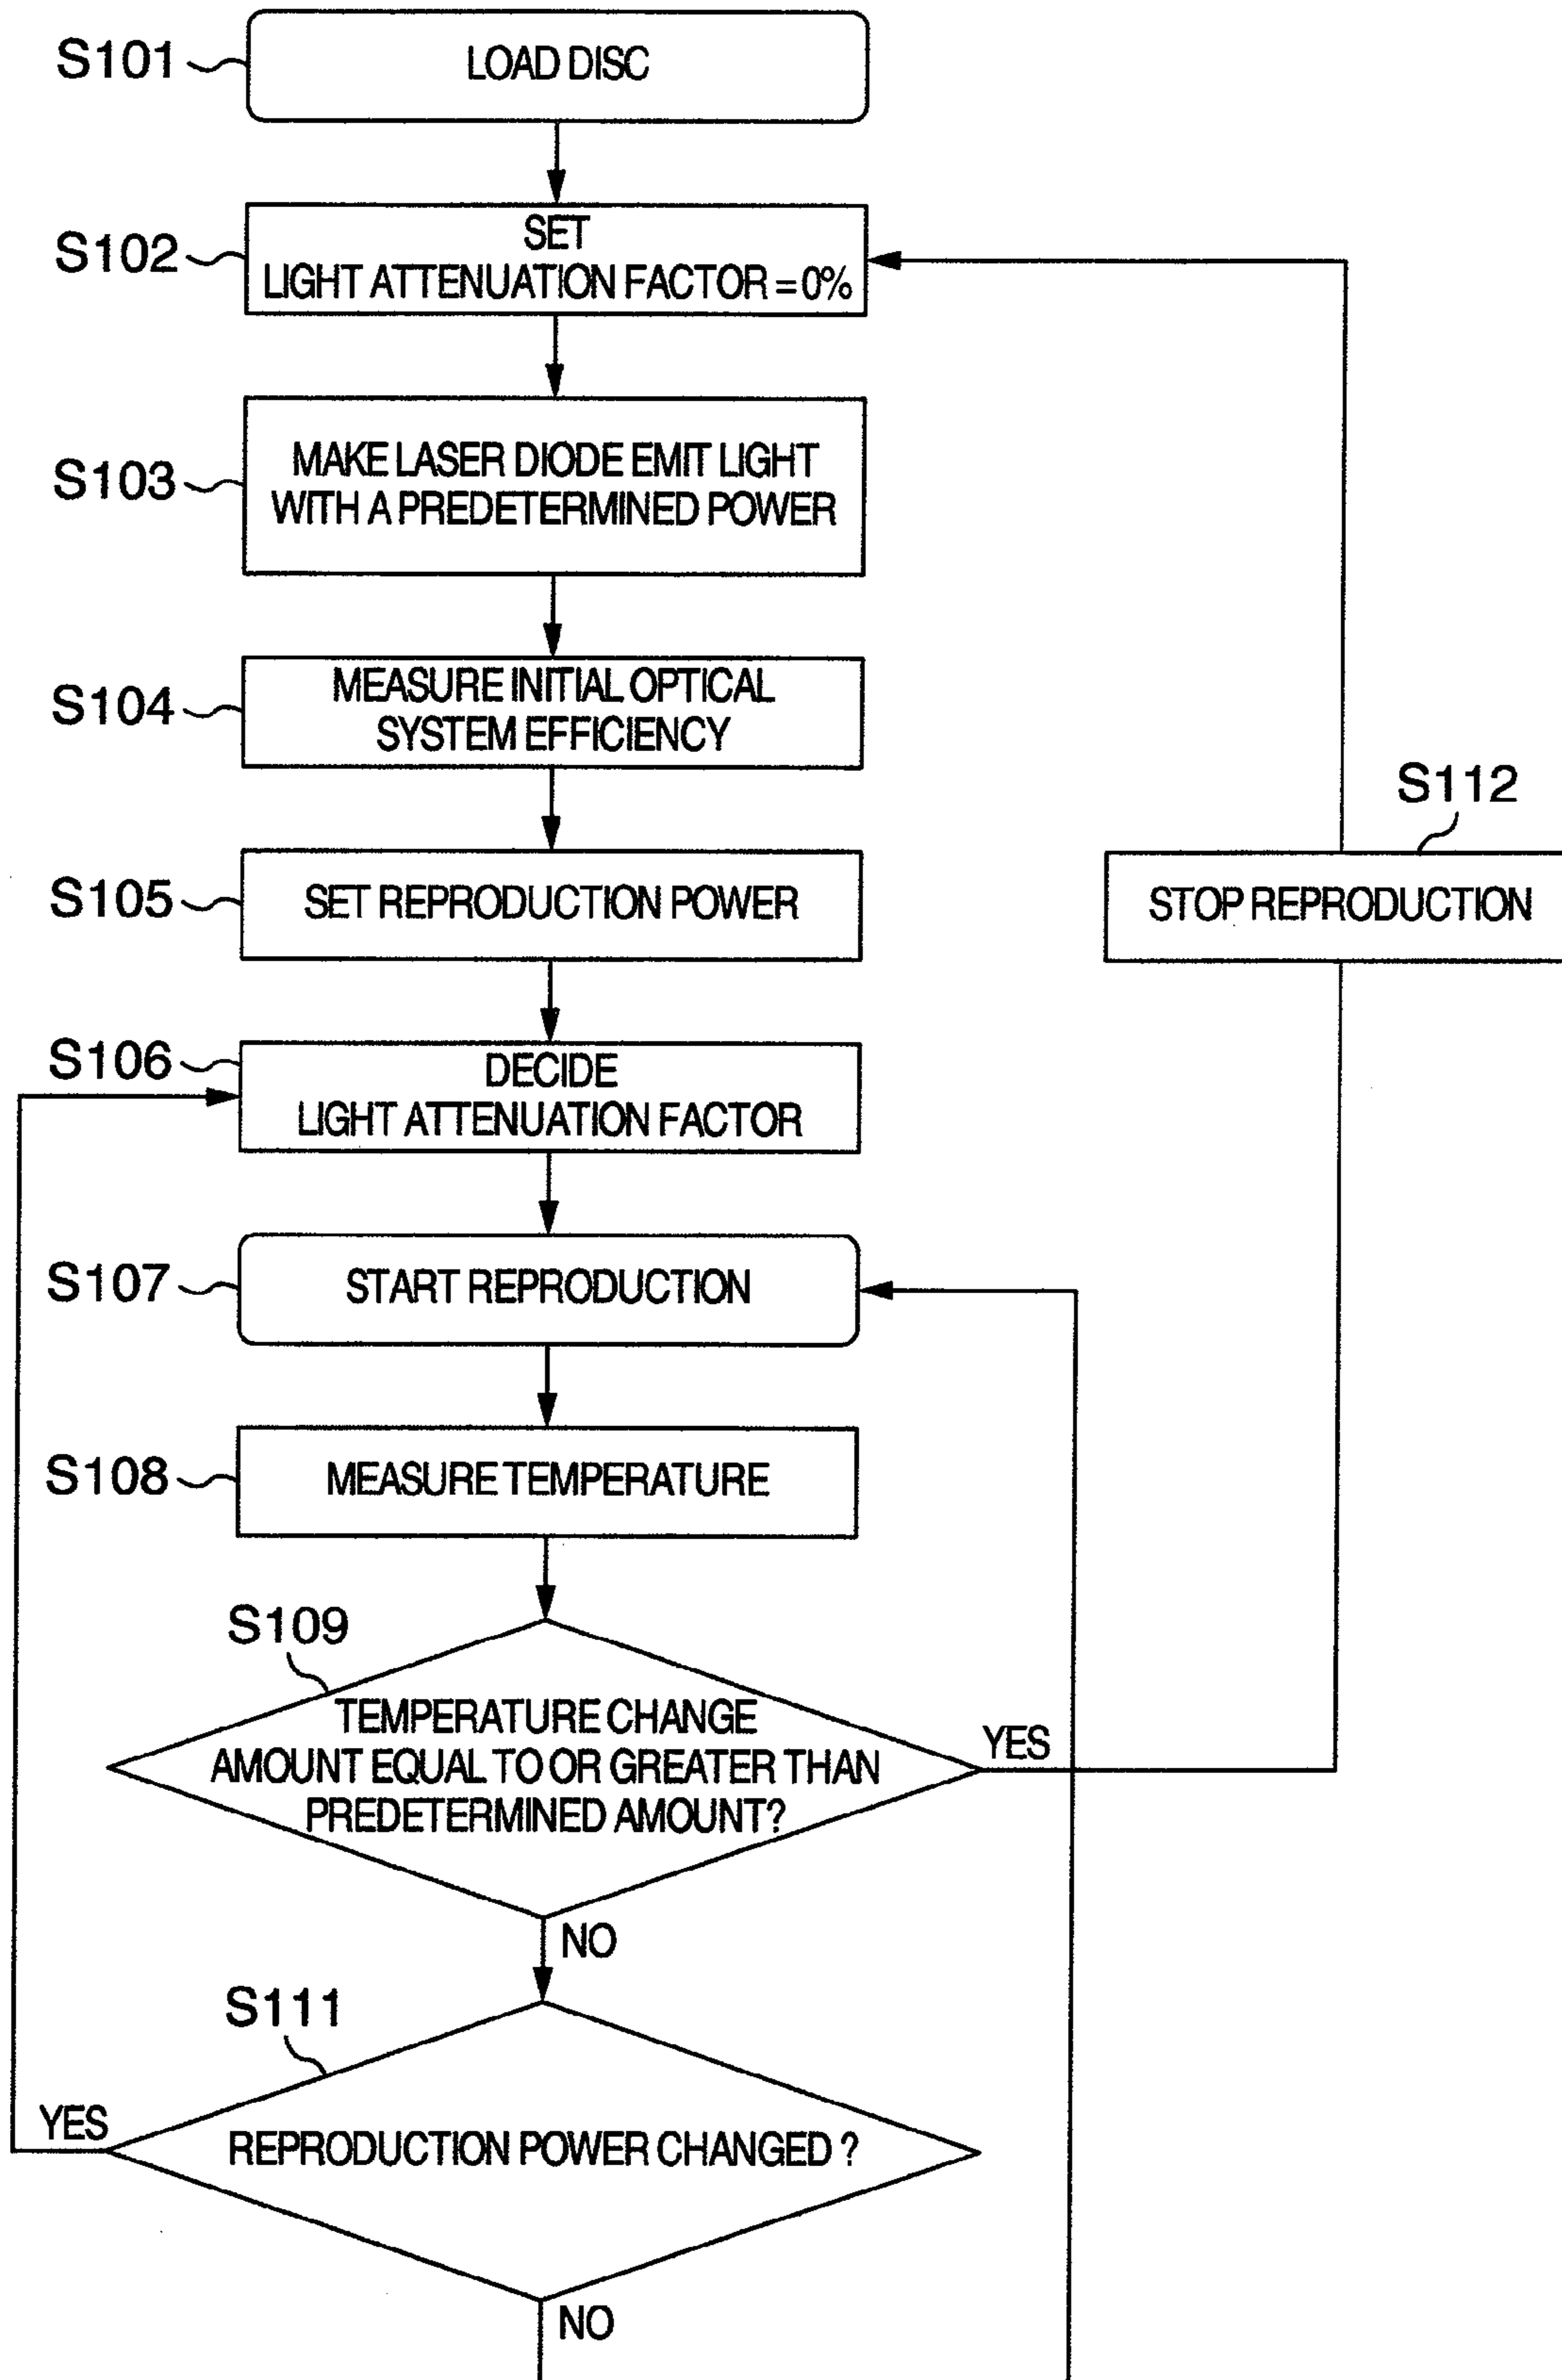 S101
LOAD DISC
S102
SET
LIGHT ATTENUATION FACTOR = 0%
S103
MAKE LASER DIODE EMIT LIGHT
WITH A PREDETERMINED POWER
S104
MEASURE INITIAL OPTICAL
SYSTEM EFFICIENCY
S112
STOP REPRODUCTION
S105
SET REPRODUCTION POWER
S106
DECIDE
LIGHT ATTENUATION FACTOR
S107
START REPRODUCTION
S108
MEASURE TEMPERATURE
S109
TEMPERATURE CHANGE
AMOUNT EQUAL TO OR GREATER THAN
PREDETERMINED AMOUNT?
YES
NO
S111
YES
REPRODUCTION POWER CHANGED ?
NO